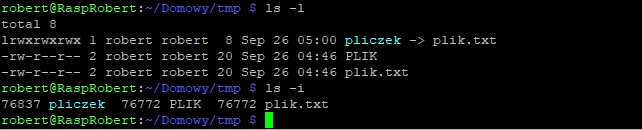 robert@RaspRobert:~/Domowy/tmp $ ls -l
total 8
lrwxrwxrwx 1 robert robert  8 Sep 26 05:00 pliczek -> plik.txt
-rw-r--r-- 2 robert robert 20 Sep 26 04:46 PLIK
-rw-r--r-- 2 robert robert 20 Sep 26 04:46 plik.txt
robert@RaspRobert:~/Domowy/tmp $ ls -i
76837 pliczek  76772 PLIK  76772 plik.txt
robert@RaspRobert:~/Domowy/tmp $